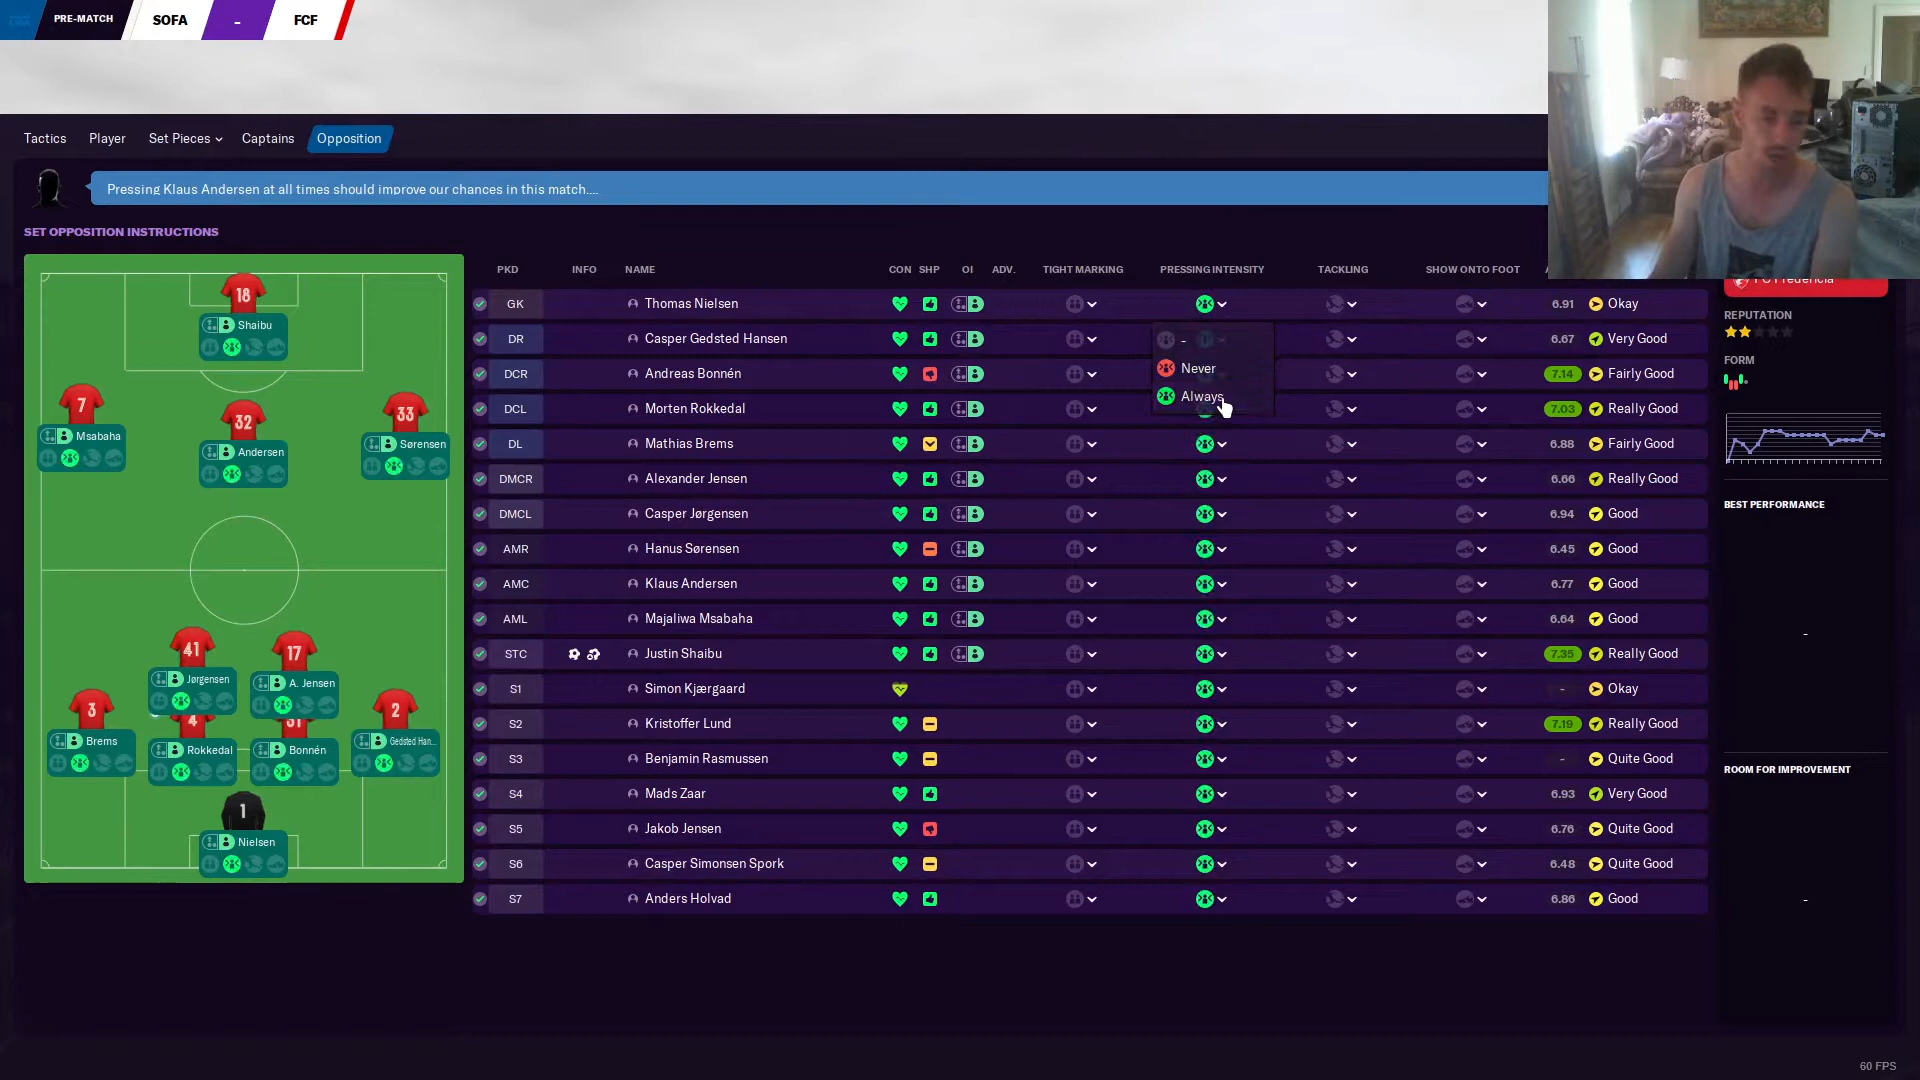 PRE-MATCH SOFA - FCF
Tactics Player Set Pieces Captains Opposition
Pressing Klaus Andersen at all times should improve our chances in this match....
SET OPPOSITION INSTRUCTIONS
PKD INFO NAME CON SHP OI ADV. TIGHT MARKING PRESSING INTENSITY TACKLING SHOW ONTO FOOT
GK Thomas Nielsen 6.91 Okay
DR Casper Gedsted Hansen - 6.67 Very Good
DCR Andreas Bonnén Never 7.14 Fairly Good
DCL Morten Rokkedal Always 7.03 Really Good
DL Mathias Brems 6.88 Fairly Good
DMCR Alexander Jensen 6.66 Really Good
DMCL Casper Jørgensen 6.94 Good
AMR Hanus Sørensen 6.45 Good
AMC Klaus Andersen 6.77 Good
AML Majaliwa Msabaha 6.64 Good
STC Justin Shaibu 7.35 Really Good
S1 Simon Kjærgaard - Okay
S2 Kristoffer Lund 7.19 Really Good
S3 Benjamin Rasmussen - Quite Good
S4 Mads Zaar 6.93 Very Good
S5 Jakob Jensen 6.76 Quite Good
S6 Casper Simonsen Spork 6.48 Quite Good
S7 Anders Holvad 6.86 Good
18
Shaibu
7 32 33
Msabaha Andersen Sørensen
41 17
Jørgensen A. Jensen
3 4 31 2
Brems Rokkedal Bonnén Gedsted Han...
1
Nielsen
FC Fredericia
REPUTATION
FORM
BEST PERFORMANCE
-
ROOM FOR IMPROVEMENT
-
60 FPS